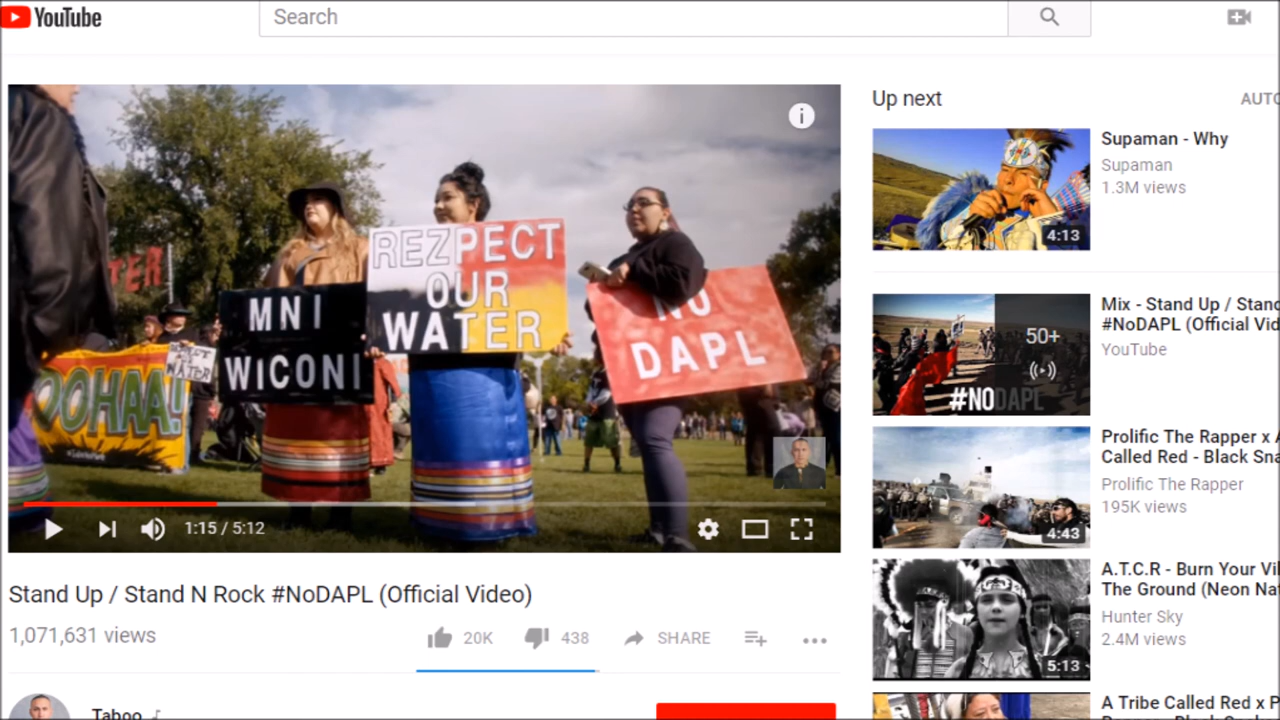 YouTube
Search
Up next
AUTO
TER
MNI
WICONI
REZPECT
OUR
WATER
NO
DAPL
WATER
OOHAA!!
1:15 / 5:12
Stand Up / Stand N Rock #NoDAPL (Official Video)
1,071,631 views
20K
438
SHARE
Taboo
4:13
Supaman - Why
Supaman
1.3M views
50+
#NODAPL
Mix - Stand Up / Stand
#NoDAPL (Official Vid
YouTube
4:43
Prolific The Rapper x A
Called Red - Black Sna
Prolific The Rapper
195K views
5:13
A.T.C.R - Burn Your Vil
The Ground (Neon Nat
Hunter Sky
2.4M views
A Tribe Called Red x P